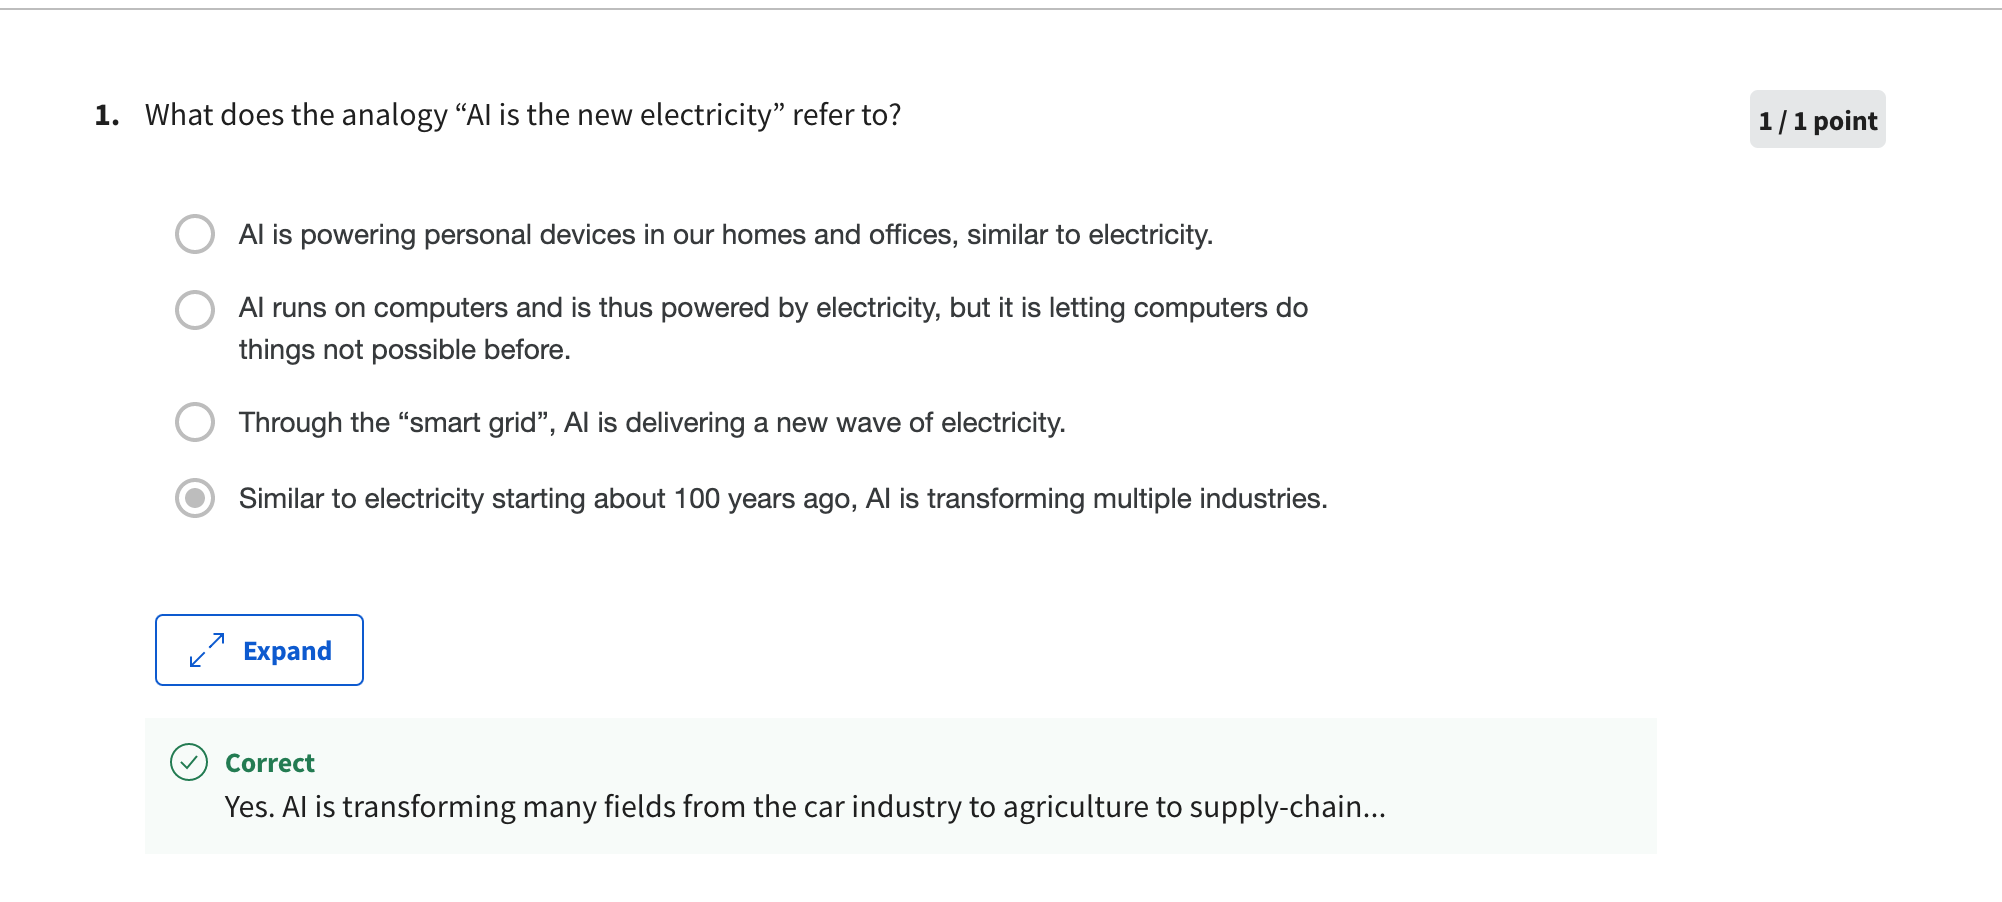 1. What does the analogy “AI is the new electricity” refer to?
1 / 1 point
AI is powering personal devices in our homes and offices, similar to electricity.
AI runs on computers and is thus powered by electricity, but it is letting computers do
things not possible before.
Through the “smart grid”, AI is delivering a new wave of electricity.
Similar to electricity starting about 100 years ago, AI is transforming multiple industries.
Expand
Correct
Yes. AI is transforming many fields from the car industry to agriculture to supply-chain...